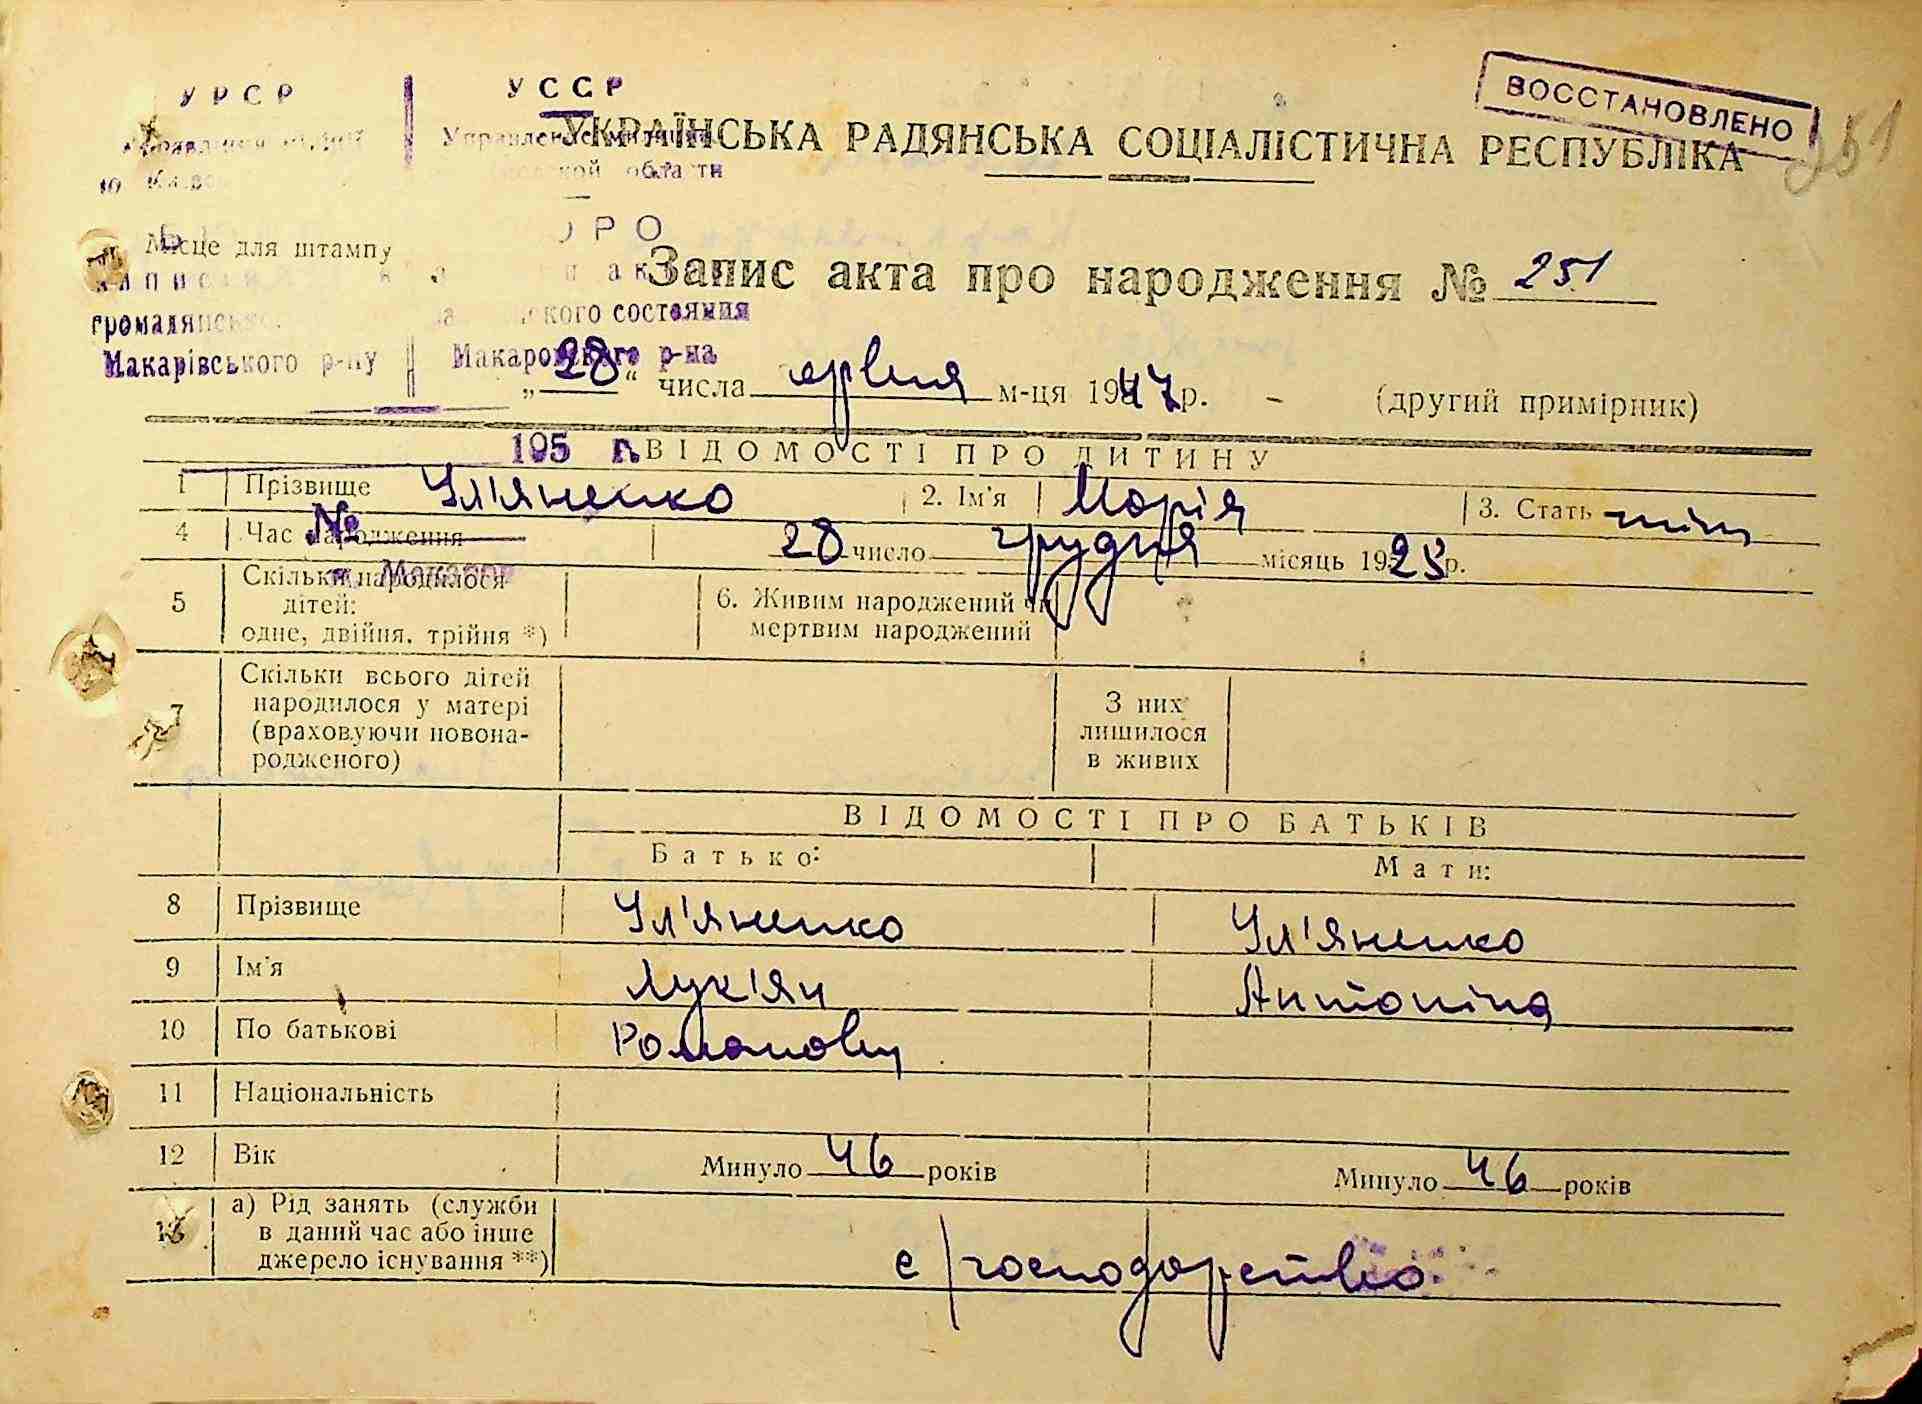 УРСР УССР
ВОССТАНОВЛЕНО
251
УКРАЇНСЬКА РАДЯНСЬКА СОЦІАЛІСТИЧНА РЕСПУБЛІКА
области
Місце для штампу
Запис акта про народження № 251
состояния
Макарівського р-ну Макаровского р-на
„28“ числа червня м-ця 1947 р. (другий примірник)
195 г.
ВІДОМОСТІ ПРО ДИТИНУ
1 Прізвище Ул'яненко 2. Ім'я Марія 3. Стать жін
№
4 Час народження 28 число грудня місяць 1925 р.
Макаров
5 Скільки народилося дітей: одне, двійня, трійня *) 6. Живим народжений чи мертвим народжений
7 Скільки всього дітей народилося у матері (враховуючи новонародженого) З них лишилося в живих
ВІДОМОСТІ ПРО БАТЬКІВ
Батько: Мати:
8 Прізвище Ул'яненко Ул'яненко
9 Ім'я Лук'ян Антоніна
10 По батькові Романович
11 Національність
12 Вік Минуло 46 років Минуло 46 років
13 а) Рід занять (служби в даний час або інше джерело існування **) с/господарство